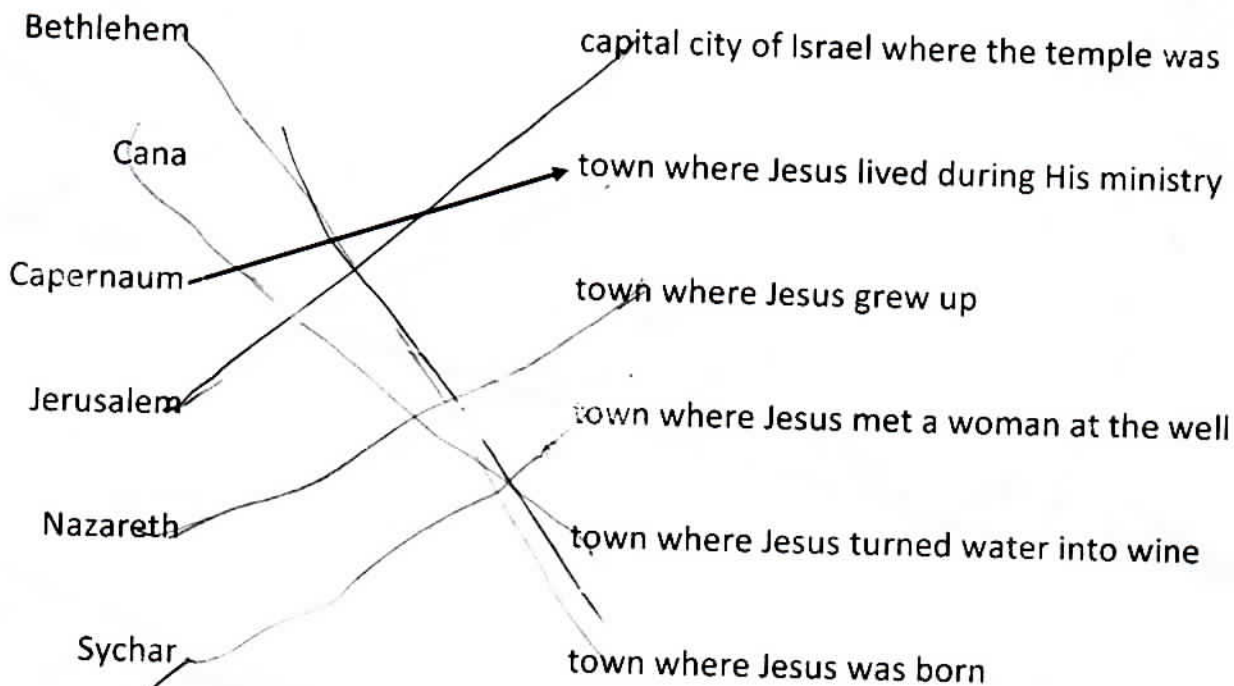 Bethlehem
capital city of Israel where the temple was
Cana
town where Jesus lived during His ministry
Capernaum
town where Jesus grew up
Jerusalem
town where Jesus met a woman at the well
Nazareth
town where Jesus turned water into wine
Sychar
town where Jesus was born